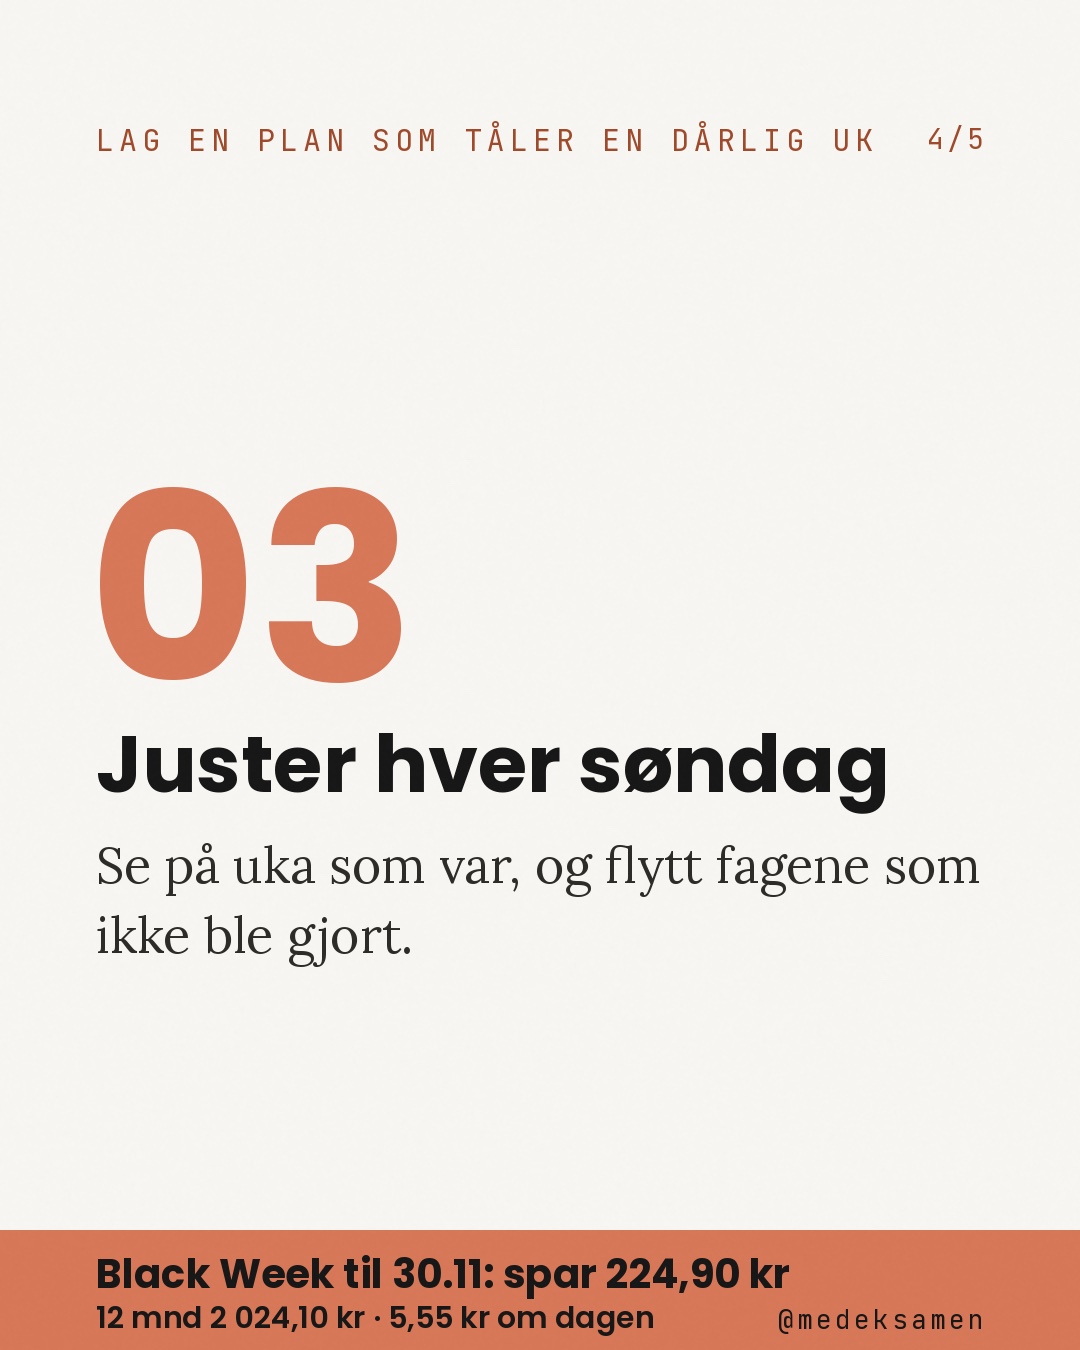 LAG EN PLAN SOM TÅLER EN DÅRLIG UK 4/5
03
Juster hver søndag
Se på uka som var, og flytt fagene som
ikke ble gjort.
Black Week til 30.11: spar 224,90 kr
12 mnd 2 024,10 kr · 5,55 kr om dagen
@medeksamen